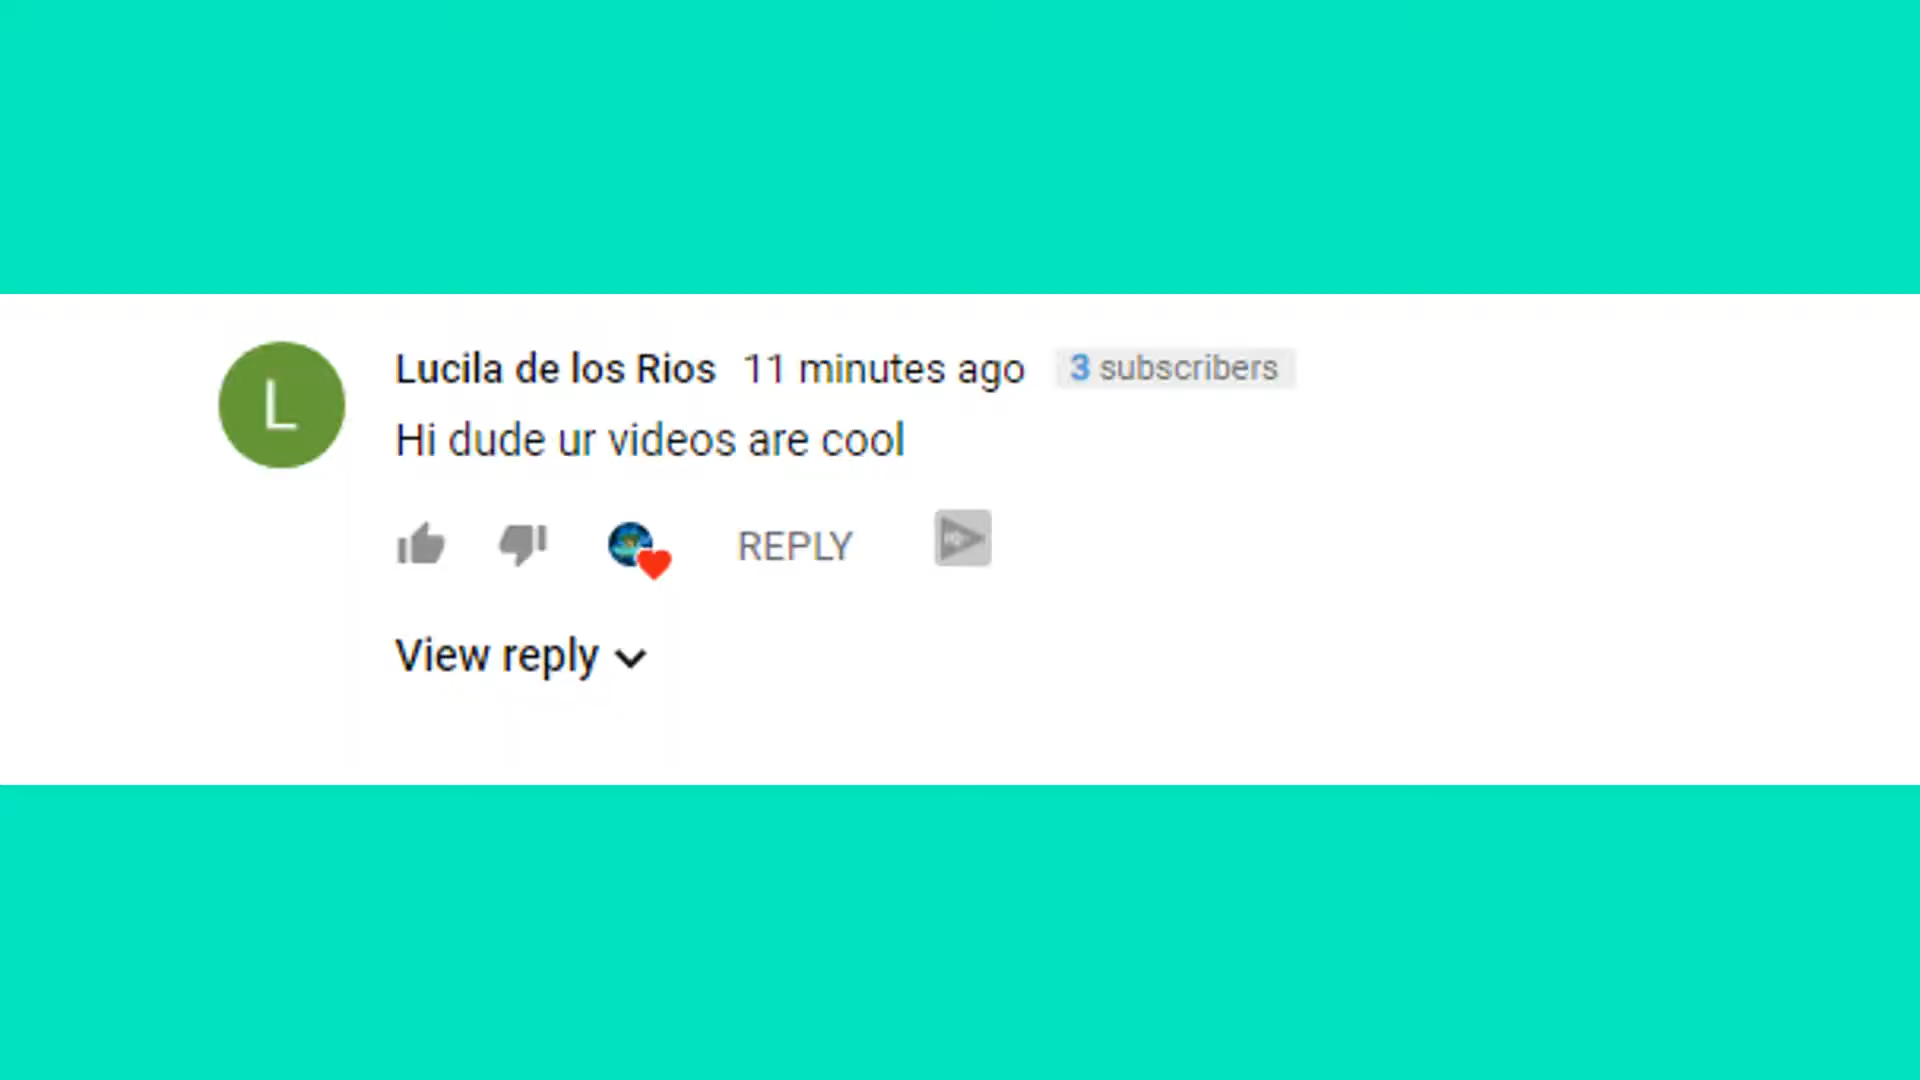 L
Lucila de los Rios 11 minutes ago 3 subscribers
Hi dude ur videos are cool
REPLY
View reply